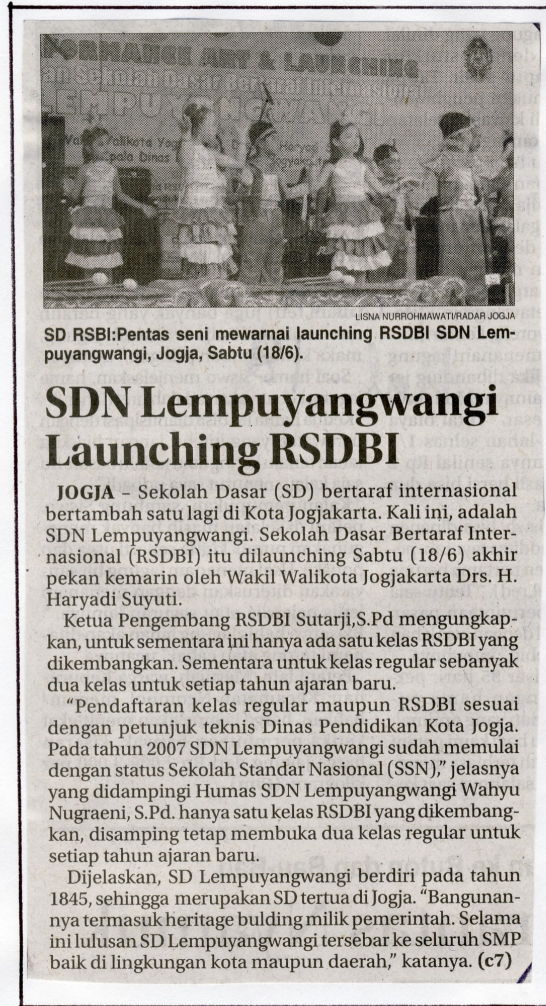 FORMANCE ART & LAUNCHING
an Sekolah Dasar Bertaraf Internasional
LEMPUYANGWANGI
LISNA NURROHMAWATI/RADAR JOGJA
SD RSBI:Pentas seni mewarnai launching RSDBI SDN Lem-
puyangwangi, Jogja, Sabtu (18/6).
SDN Lempuyangwangi
Launching RSDBI
JOGJA – Sekolah Dasar (SD) bertaraf internasional
bertambah satu lagi di Kota Jogjakarta. Kali ini, adalah
SDN Lempuyangwangi. Sekolah Dasar Bertaraf Inter-
nasional (RSDBI) itu dilaunching Sabtu (18/6) akhir
pekan kemarin oleh Wakil Walikota Jogjakarta Drs. H.
Haryadi Suyuti.
Ketua Pengembang RSDBI Sutarji,S.Pd mengungkap-
kan, untuk sementara ini hanya ada satu kelas RSDBI yang
dikembangkan. Sementara untuk kelas regular sebanyak
dua kelas untuk setiap tahun ajaran baru.
“Pendaftaran kelas regular maupun RSDBI sesuai
dengan petunjuk teknis Dinas Pendidikan Kota Jogja.
Pada tahun 2007 SDN Lempuyangwangi sudah memulai
dengan status Sekolah Standar Nasional (SSN),” jelasnya
yang didampingi Humas SDN Lempuyangwangi Wahyu
Nugraeni, S.Pd. hanya satu kelas RSDBI yang dikembang-
kan, disamping tetap membuka dua kelas regular untuk
setiap tahun ajaran baru.
Dijelaskan, SD Lempuyangwangi berdiri pada tahun
1845, sehingga merupakan SD tertua di Jogja. “Bangunan-
nya termasuk heritage bulding milik pemerintah. Selama
ini lulusan SD Lempuyangwangi tersebar ke seluruh SMP
baik di lingkungan kota maupun daerah,” katanya. (c7)